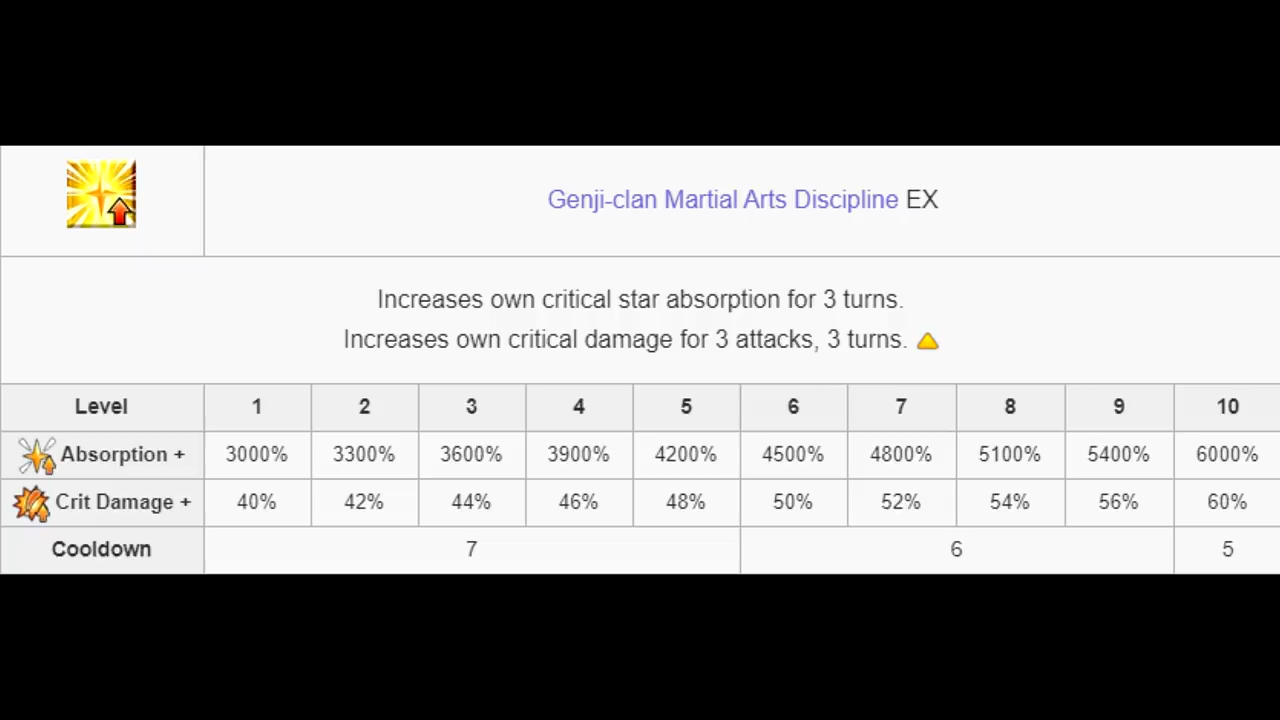 Genji-clan Martial Arts Discipline EX
Increases own critical star absorption for 3 turns.
Increases own critical damage for 3 attacks, 3 turns.
Level 1 2 3 4 5 6 7 8 9 10
Absorption + 3000% 3300% 3600% 3900% 4200% 4500% 4800% 5100% 5400% 6000%
Crit Damage + 40% 42% 44% 46% 48% 50% 52% 54% 56% 60%
Cooldown 7 6 5